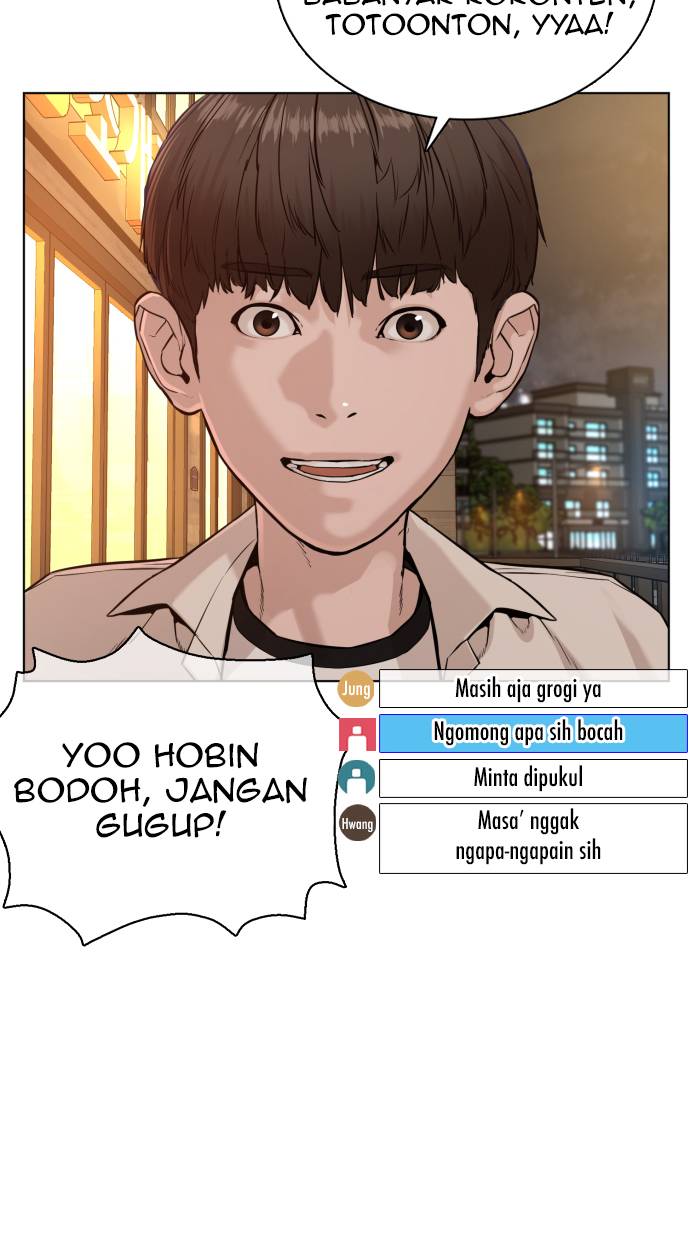 TOTOONTON, YYAA!
YOO HOBIN
BODOH, JANGAN
GUGUP!
Jung
Masih aja grogi ya
Ngomong apa sih bocah
Minta dipukul
Hwang
Masa' nggak
ngapa-ngapain sih